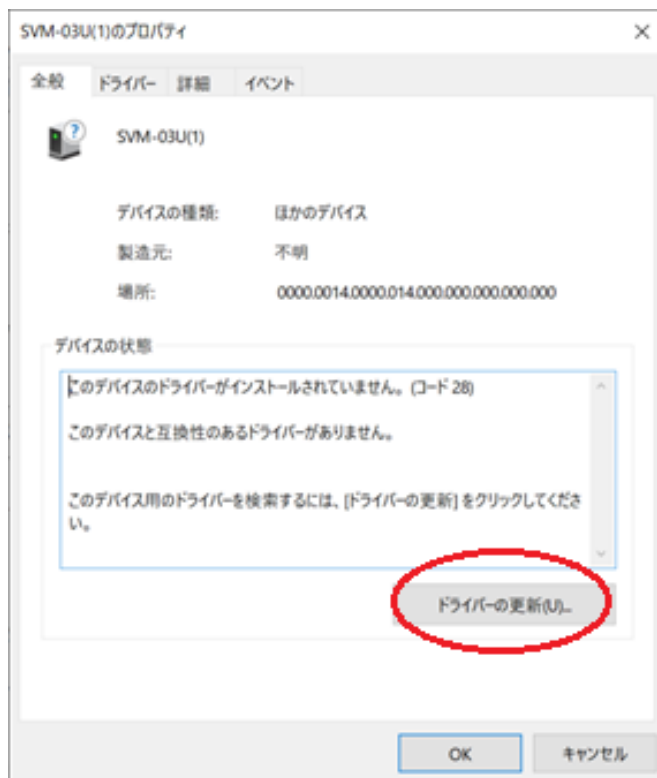 SVM-03U(1)のプロパティ
全般 ドライバー 詳細 イベント
SVM-03U(1)
デバイスの種類: ほかのデバイス
製造元: 不明
場所: 0000.0014.0000.014.000.000.000.000.000
デバイスの状態
このデバイスのドライバーがインストールされていません。(コード 28)
このデバイスと互換性のあるドライバーがありません。
このデバイス用のドライバーを検索するには、[ドライバーの更新] をクリックしてくださ
い。
ドライバーの更新(U)...
OK キャンセル